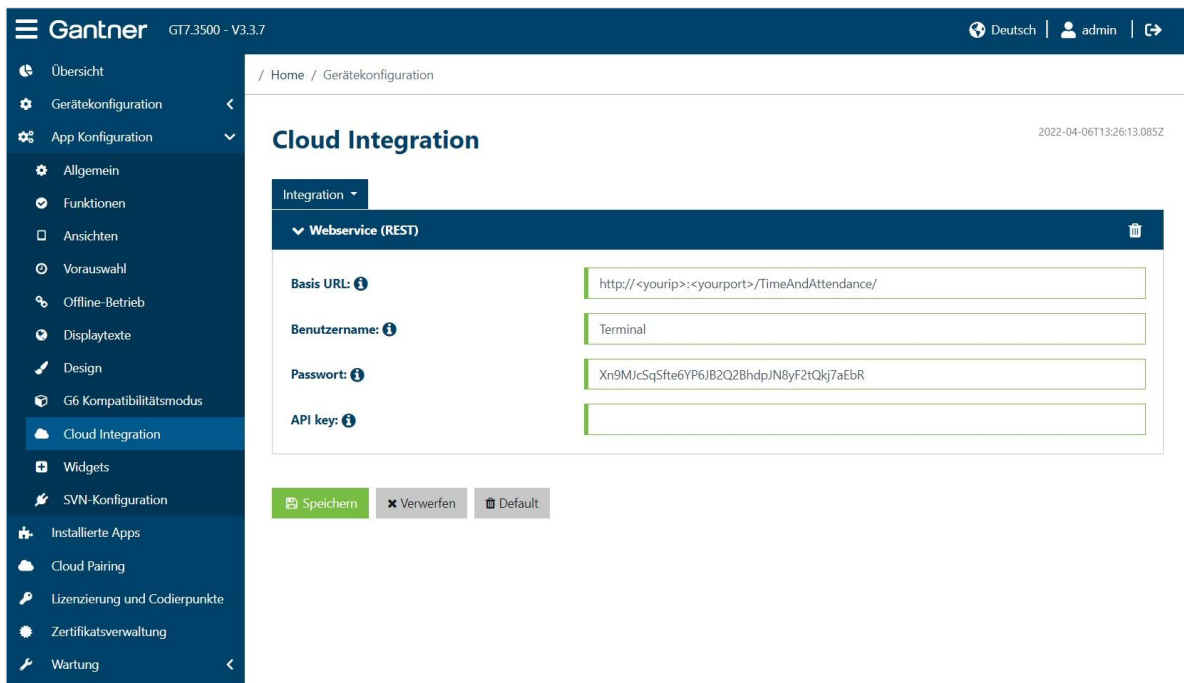 Gantner GT7.3500 - V3.3.7
Deutsch | admin |
Übersicht
Gerätekonfiguration
App Konfiguration
Allgemein
Funktionen
Ansichten
Vorauswahl
Offline-Betrieb
Displaytexte
Design
G6 Kompatibilitätsmodus
Cloud Integration
Widgets
SVN-Konfiguration
Installierte Apps
Cloud Pairing
Lizenzierung und Codierpunkte
Zertifikatsverwaltung
Wartung
/ Home / Gerätekonfiguration
Cloud Integration
2022-04-06T13:26:13.085Z
Integration
Webservice (REST)
Basis URL: http://<yourip>:<yourport>/TimeAndAttendance/
Benutzername: Terminal
Passwort: Xn9MJcSqSfte6YP6JB2Q2BhdpJN8yF2tQkj7aEbR
API key:
Speichern Verwerfen Default